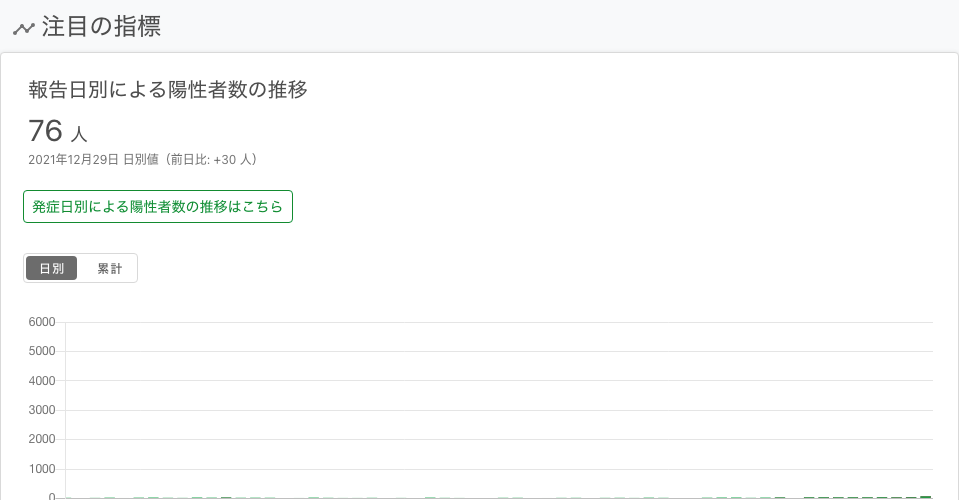 注目の指標
報告日別による陽性者数の推移
76 人
2021年12月29日 日別値（前日比: +30 人）
発症日別による陽性者数の推移はこちら
日別 累計
6000
5000
4000
3000
2000
1000
0